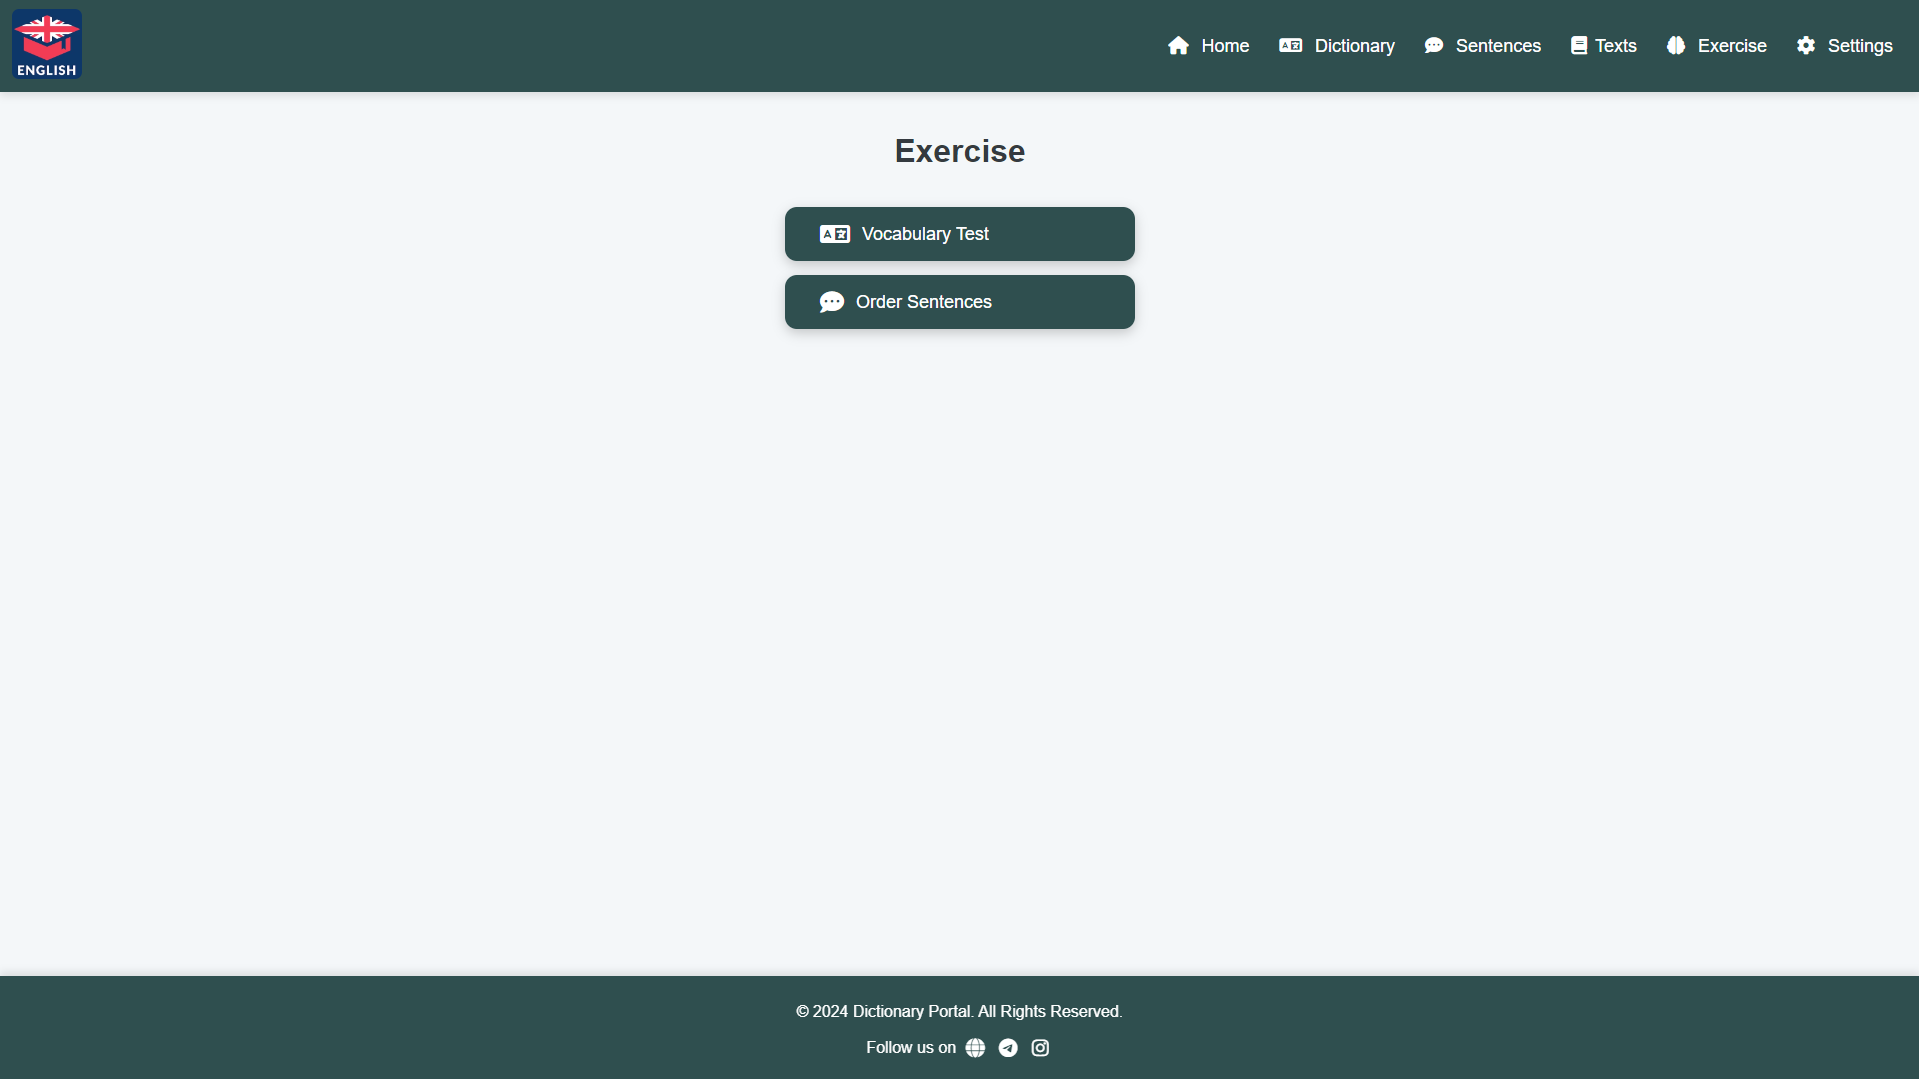 ENGLISH
Home Dictionary Sentences Texts Exercise Settings
Exercise
Vocabulary Test
Order Sentences
© 2024 Dictionary Portal. All Rights Reserved.
Follow us on